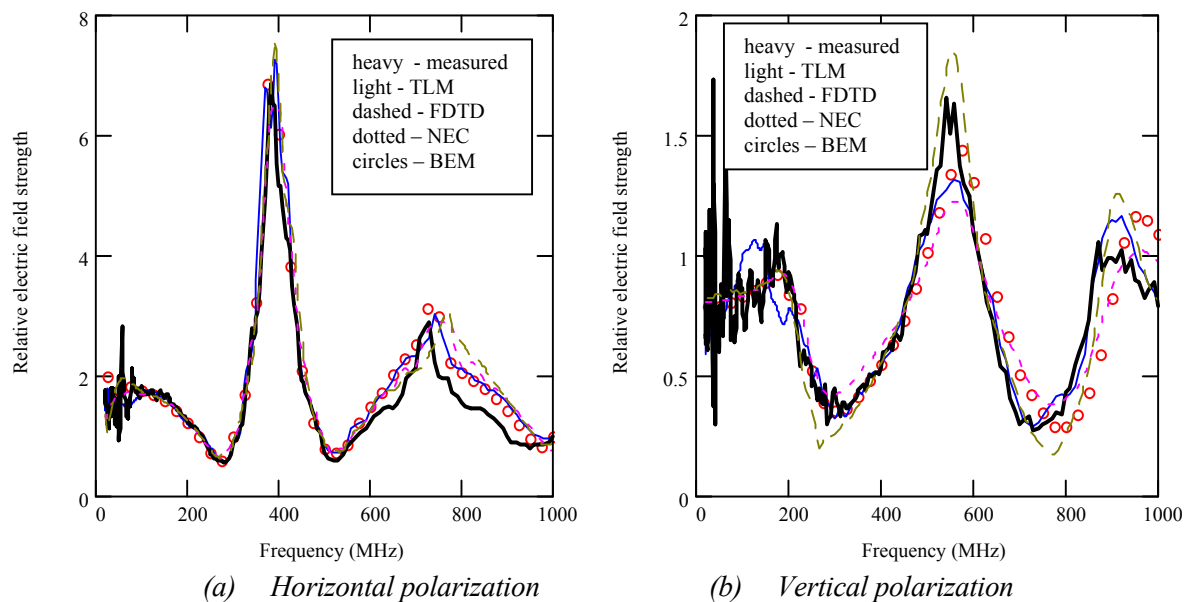 8
6
4
2
0
Relative electric field strength
heavy - measured
light - TLM
dashed - FDTD
dotted – NEC
circles – BEM
0 200 400 600 800 1000
Frequency (MHz)
(a) Horizontal polarization
2
1.5
1
0.5
0
Relative electric field strength
heavy - measured
light - TLM
dashed - FDTD
dotted – NEC
circles – BEM
0 200 400 600 800 1000
Frequency (MHz)
(b) Vertical polarization